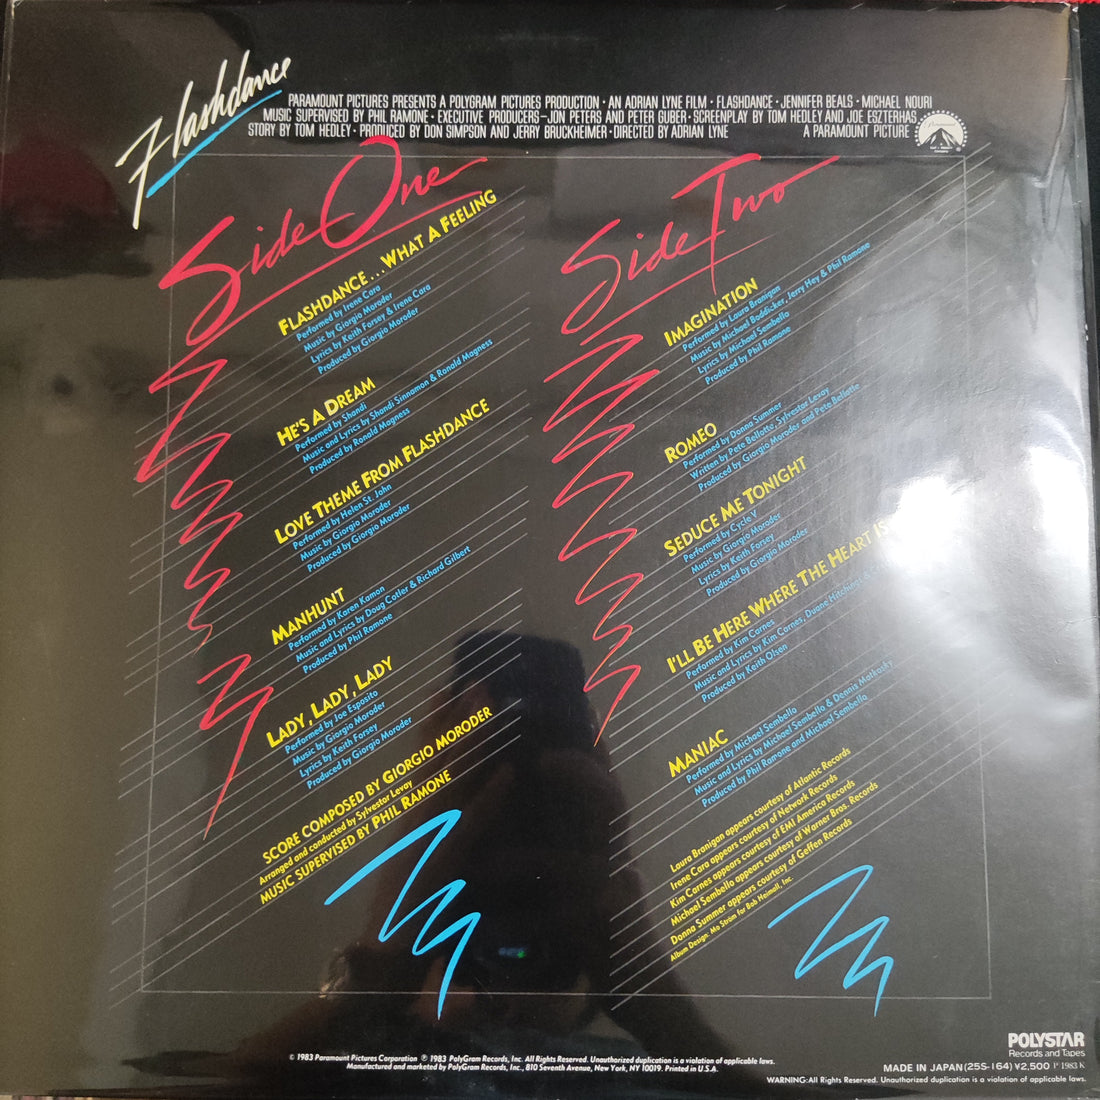 Flashdance
PARAMOUNT PICTURES PRESENTS A POLYGRAM PICTURES PRODUCTION · AN ADRIAN LYNE FILM · FLASHDANCE · JENNIFER BEALS · MICHAEL NOURI
MUSIC SUPERVISED BY PHIL RAMONE · EXECUTIVE PRODUCERS–JON PETERS AND PETER GUBER · SCREENPLAY BY TOM HEDLEY AND JOE ESZTERHAS
STORY BY TOM HEDLEY · PRODUCED BY DON SIMPSON AND JERRY BRUCKHEIMER · DIRECTED BY ADRIAN LYNE
A PARAMOUNT PICTURE
Paramount
Side One
FLASHDANCE...WHAT A FEELING
Performed by Irene Cara
Music by Giorgio Moroder
Lyrics by Keith Forsey & Irene Cara
Produced by Giorgio Moroder
HE'S A DREAM
Performed by Shandi
Music and Lyrics by Shandi Sinnamon & Ronald Magness
Produced by Ronald Magness
LOVE THEME FROM FLASHDANCE
Performed by Helen St. John
Music by Giorgio Moroder
Produced by Giorgio Moroder
MANHUNT
Performed by Karen Kamon
Music and Lyrics by Doug Cotler & Richard Gilbert
Produced by Phil Ramone
LADY, LADY, LADY
Performed by Joe Esposito
Music by Giorgio Moroder
Lyrics by Keith Forsey
Produced by Giorgio Moroder
SCORE COMPOSED BY GIORGIO MORODER
Arranged and conducted by Sylvester Levay
MUSIC SUPERVISED BY PHIL RAMONE
Side Two
IMAGINATION
Performed by Laura Branigan
Music by Michael Boddicker, Jerry Hey & Phil Ramone
Lyrics by Michael Sembello
Produced by Phil Ramone
ROMEO
Performed by Donna Summer
Written by Pete Bellotte, Sylvester Levay
Produced by Giorgio Moroder and Pete Bellotte
SEDUCE ME TONIGHT
Performed by Cycle V
Music by Giorgio Moroder
Lyrics by Keith Forsey
Produced by Giorgio Moroder
I'LL BE HERE WHERE THE HEART IS
Performed by Kim Carnes
Music and Lyrics by Kim Carnes, Duane Hitchings &
Produced by Keith Olsen
MANIAC
Performed by Michael Sembello
Music and Lyrics by Michael Sembello & Dennis Matkosky
Produced by Phil Ramone and Michael Sembello
Laura Branigan appears courtesy of Atlantic Records
Irene Cara appears courtesy of Network Records
Kim Carnes appears courtesy of EMI America Records
Michael Sembello appears courtesy of Warner Bros. Records
Donna Summer appears courtesy of Geffen Records
Album Design: Mo Ström for Bob Heimall, Inc.
© 1983 Paramount Pictures Corporation ℗ 1983 PolyGram Records, Inc. All Rights Reserved. Unauthorized duplication is a violation of applicable laws.
Manufactured and marketed by PolyGram Records, Inc., 810 Seventh Avenue, New York, NY 10019. Printed in U.S.A.
POLYSTAR
Records and Tapes
MADE IN JAPAN (25S-164) ¥2,500 P 1983 K
WARNING: All Rights Reserved. Unauthorized duplication is a violation of applicable laws.